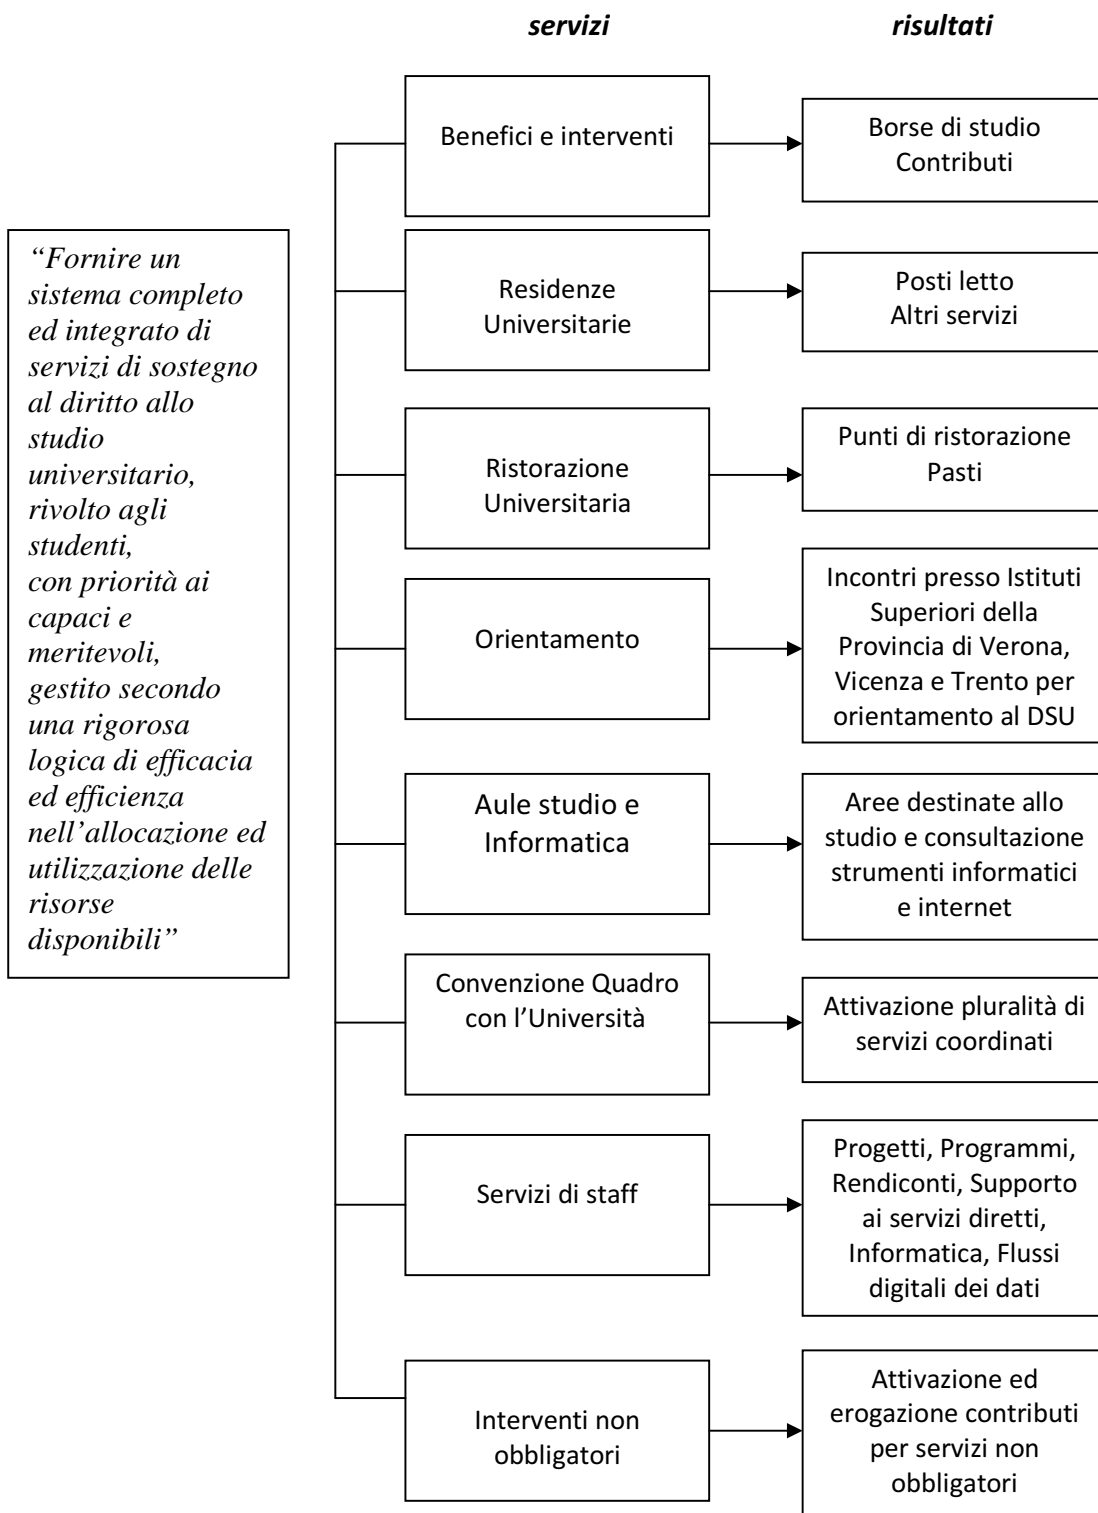 servizi
risultati
“Fornire un
sistema completo
ed integrato di
servizi di sostegno
al diritto allo
studio
universitario,
rivolto agli
studenti,
con priorità ai
capaci e
meritevoli,
gestito secondo
una rigorosa
logica di efficacia
ed efficienza
nell’allocazione ed
utilizzazione delle
risorse
disponibili”
Benefici e interventi
Borse di studio
Contributi
Residenze
Universitarie
Posti letto
Altri servizi
Ristorazione
Universitaria
Punti di ristorazione
Pasti
Orientamento
Incontri presso Istituti
Superiori della
Provincia di Verona,
Vicenza e Trento per
orientamento al DSU
Aule studio e
Informatica
Aree destinate allo
studio e consultazione
strumenti informatici
e internet
Convenzione Quadro
con l’Università
Attivazione pluralità di
servizi coordinati
Servizi di staff
Progetti, Programmi,
Rendiconti, Supporto
ai servizi diretti,
Informatica, Flussi
digitali dei dati
Interventi non
obbligatori
Attivazione ed
erogazione contributi
per servizi non
obbligatori